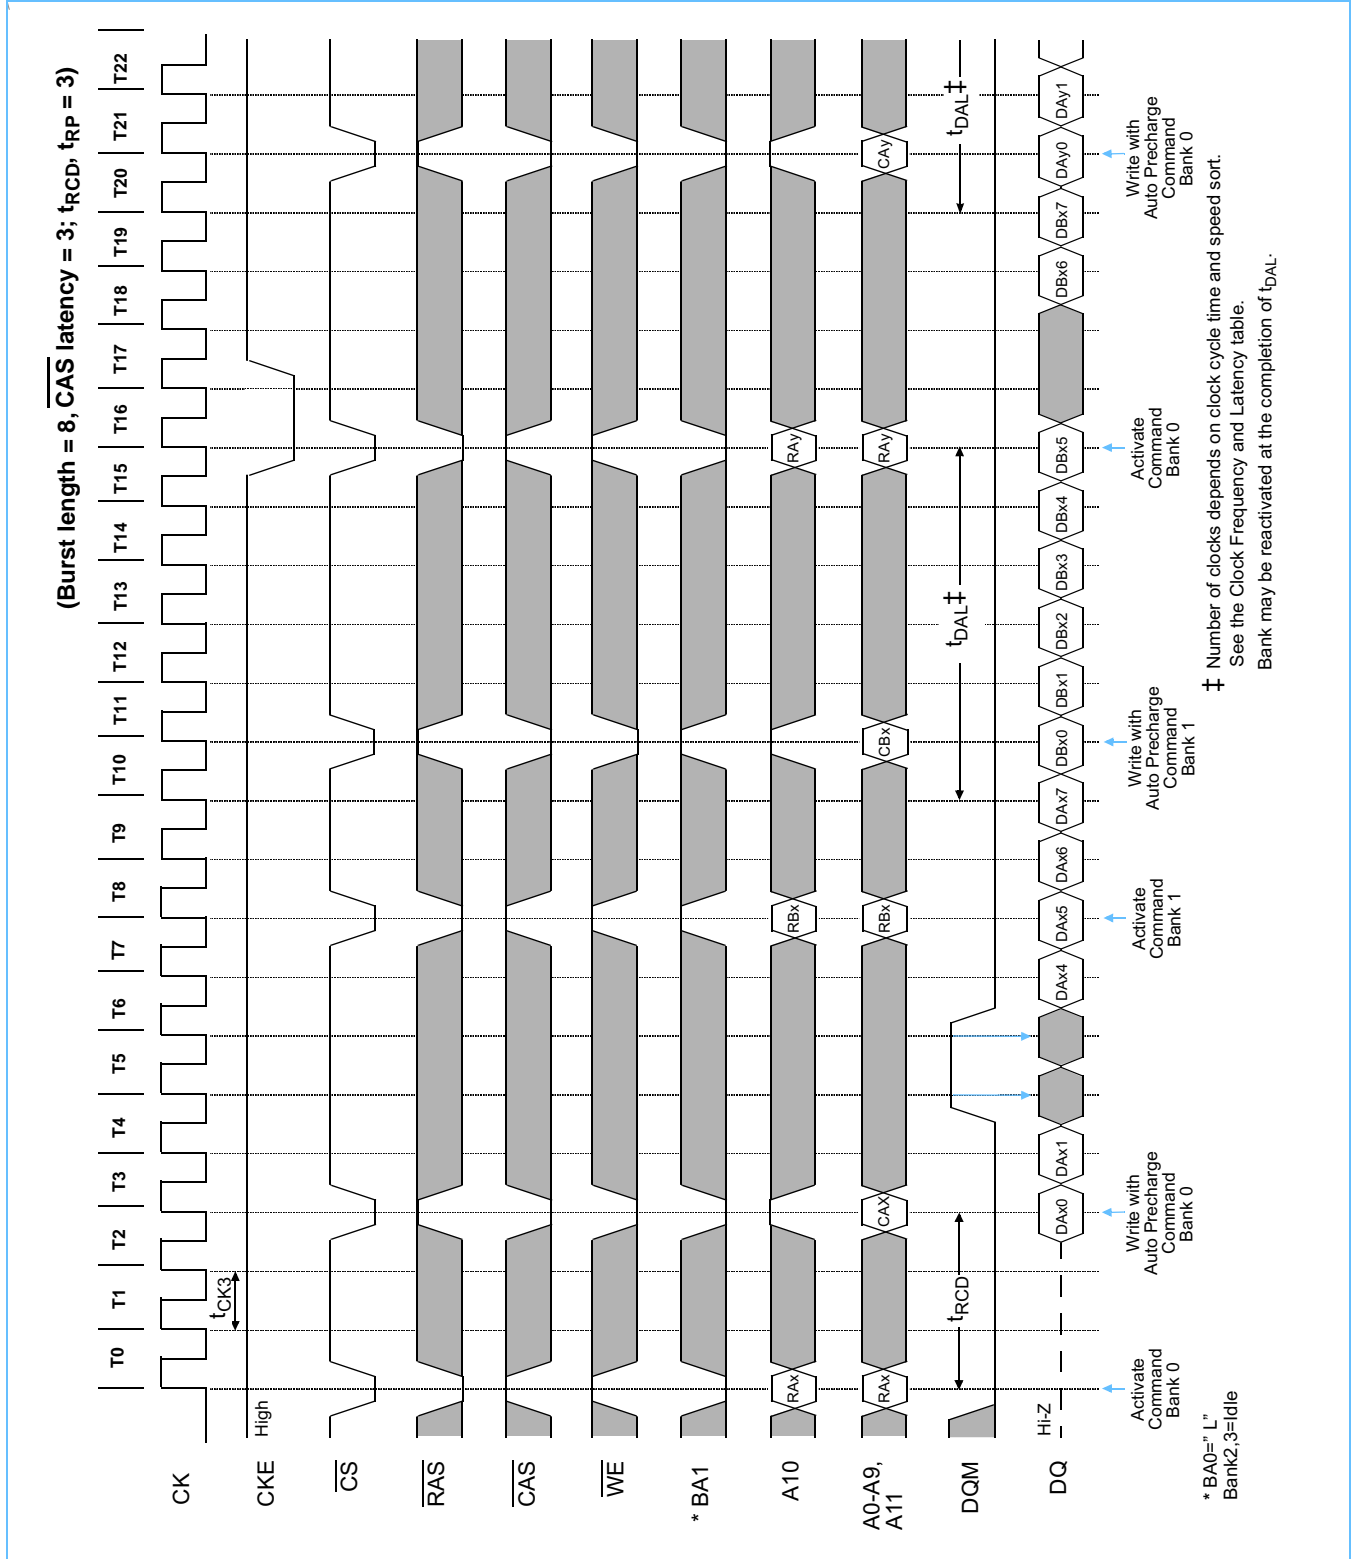 (Burst length = 8, CAS latency = 3; tRCD, tRP = 3)
T0 T1 T2 T3 T4 T5 T6 T7 T8 T9 T10 T11 T12 T13 T14 T15 T16 T17 T18 T19 T20 T21 T22
CK
tCK3
CKE
High
CS
RAS
CAS
WE
* BA1
A10
RAx RBx RAy
A0-A9,
A11
RAx CAX RBx CBx RAy CAy
DQM
tRCD tDAL‡ tDAL‡
DQ
Hi-Z
DAx0 DAx1 DAx4 DAx5 DAx6 DAx7 DBx0 DBx1 DBx2 DBx3 DBx4 DBx5 DBx6 DBx7 DAy0 DAy1
Activate
Command
Bank 0
Write with
Auto Precharge
Command
Bank 0
Activate
Command
Bank 1
Write with
Auto Precharge
Command
Bank 1
Activate
Command
Bank 0
Write with
Auto Precharge
Command
Bank 0
* BA0=” L”
Bank2,3=Idle
‡ Number of clocks depends on clock cycle time and speed sort.
See the Clock Frequency and Latency table.
Bank may be reactivated at the completion of tDAL.